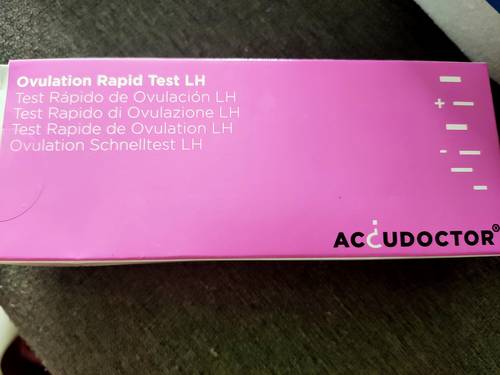 Ovulation Rapid Test LH
Test Rápido de Ovulación LH
Test Rapido di Ovulazione LH
Test Rapide de Ovulation LH
Ovulation Schnelltest LH
+
-
ACCUDOCTOR®